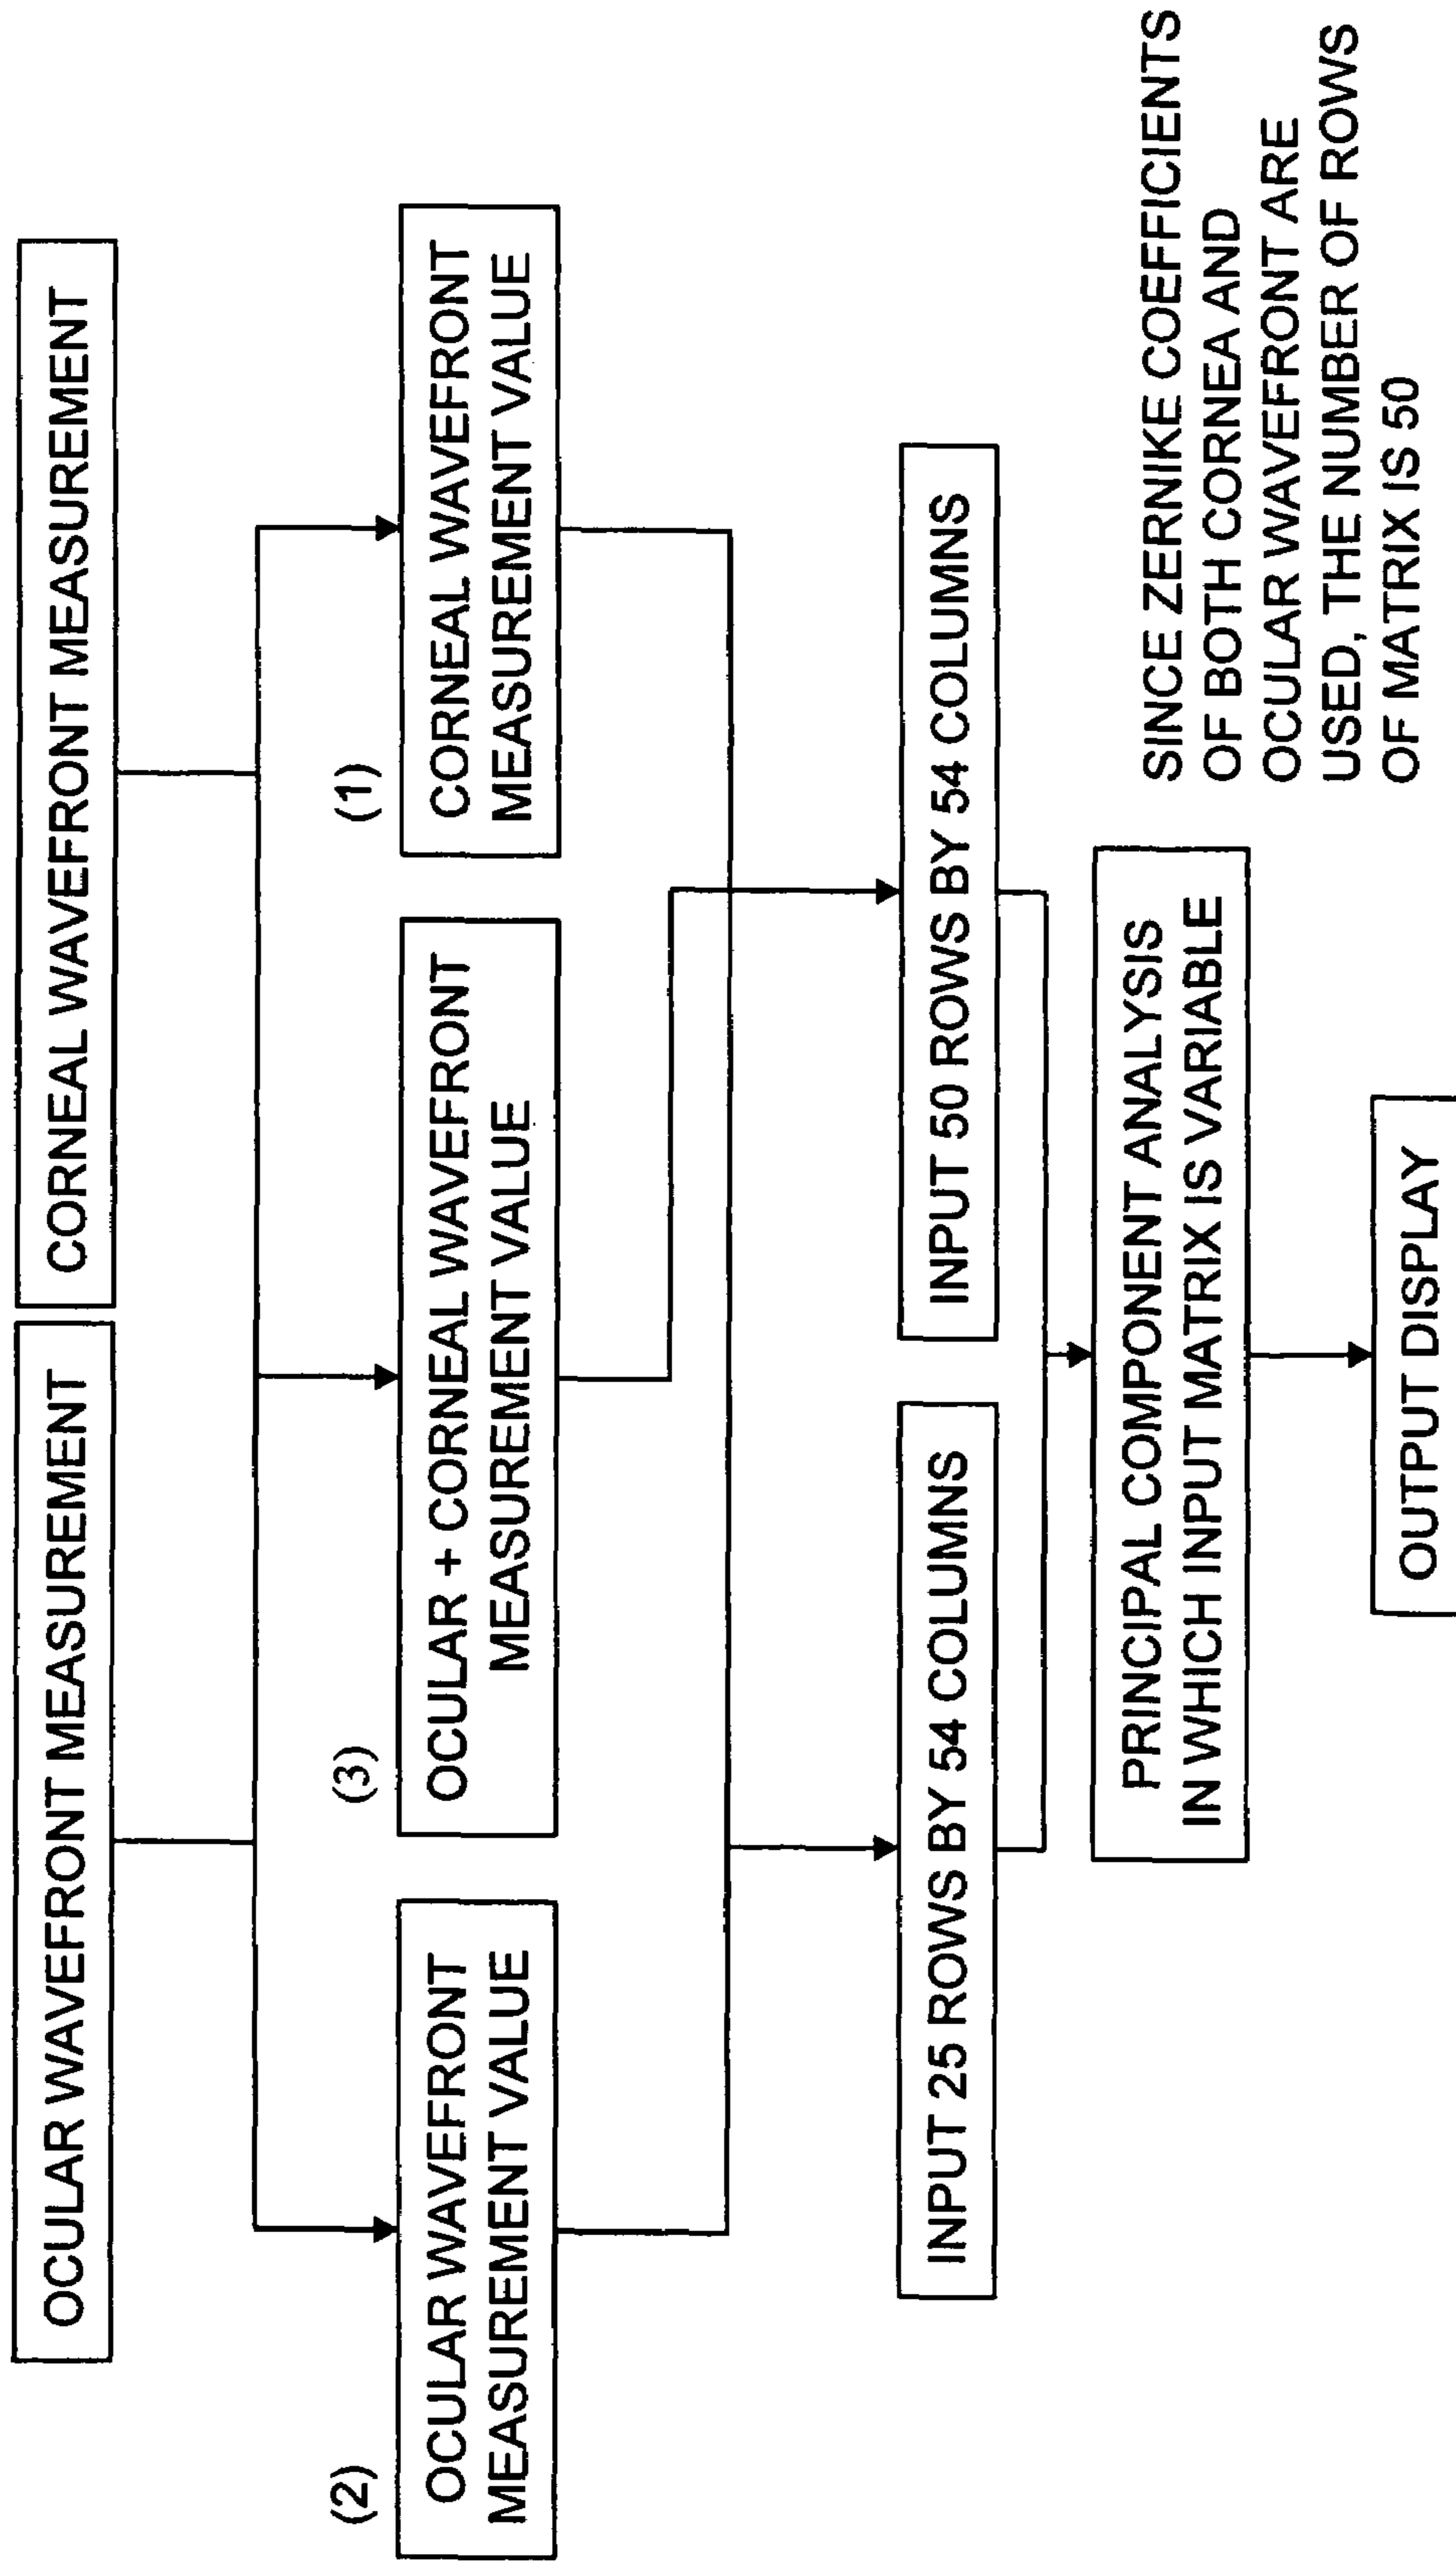 OCULAR WAVEFRONT MEASUREMENT
CORNEAL WAVEFRONT MEASUREMENT
(2)
OCULAR WAVEFRONT
MEASUREMENT VALUE
(3)
OCULAR + CORNEAL WAVEFRONT
MEASUREMENT VALUE
(1)
CORNEAL WAVEFRONT
MEASUREMENT VALUE
INPUT 25 ROWS BY 54 COLUMNS
INPUT 50 ROWS BY 54 COLUMNS
PRINCIPAL COMPONENT ANALYSIS
IN WHICH INPUT MATRIX IS VARIABLE
SINCE ZERNIKE COEFFICIENTS
OF BOTH CORNEA AND
OCULAR WAVEFRONT ARE
USED, THE NUMBER OF ROWS
OF MATRIX IS 50
OUTPUT DISPLAY